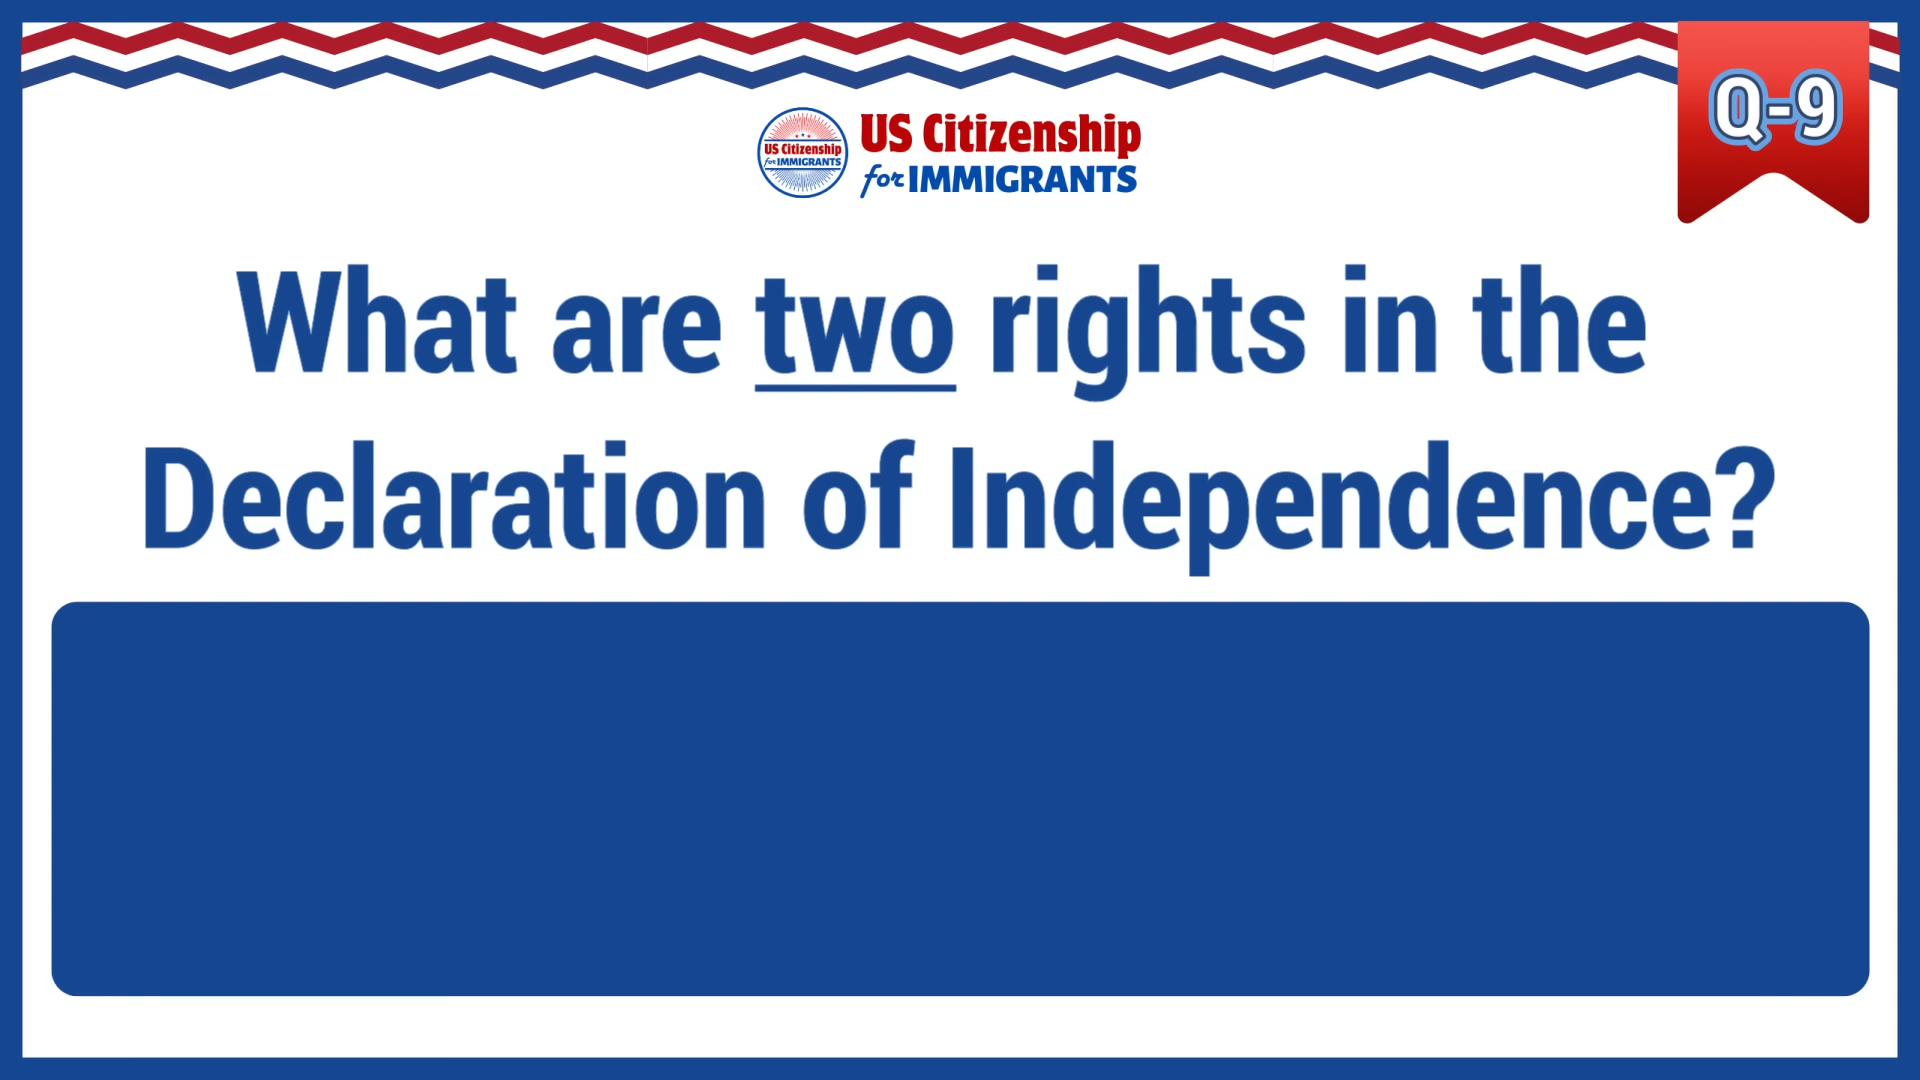 Q-9
US Citizenship
for IMMIGRANTS
US Citizenship
for IMMIGRANTS
What are two rights in the
Declaration of Independence?